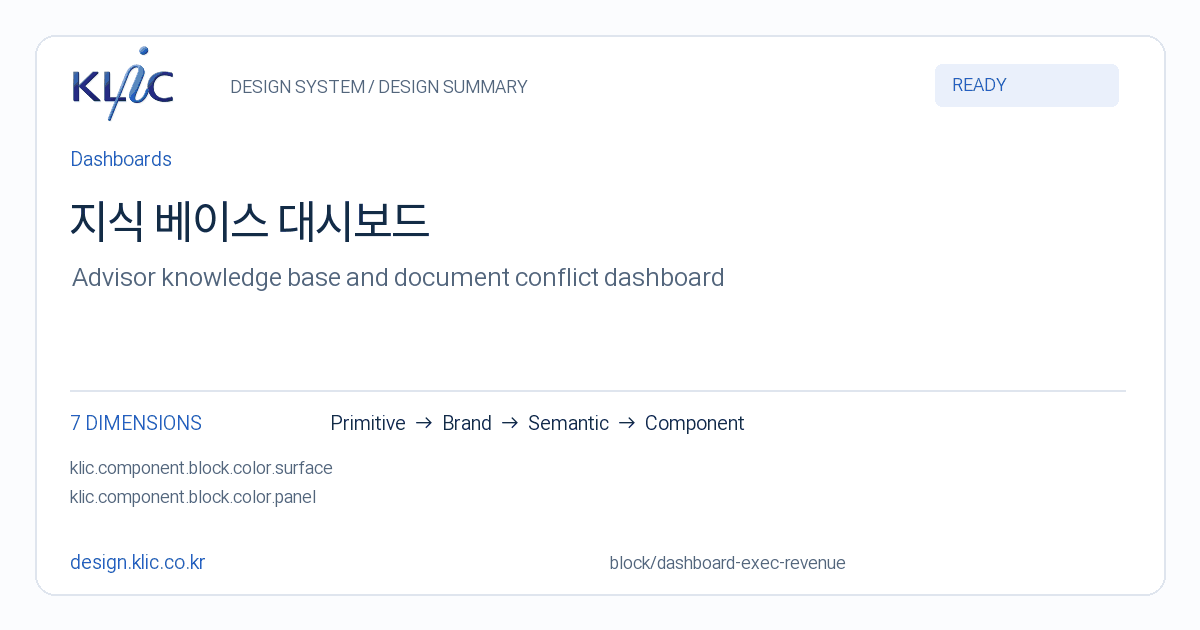 KLiC
DESIGN SYSTEM / DESIGN SUMMARY
READY
Dashboards
지식 베이스 대시보드
Advisor knowledge base and document conflict dashboard
7 DIMENSIONS
Primitive → Brand → Semantic → Component
klic.component.block.color.surface
klic.component.block.color.panel
design.klic.co.kr
block/dashboard-exec-revenue